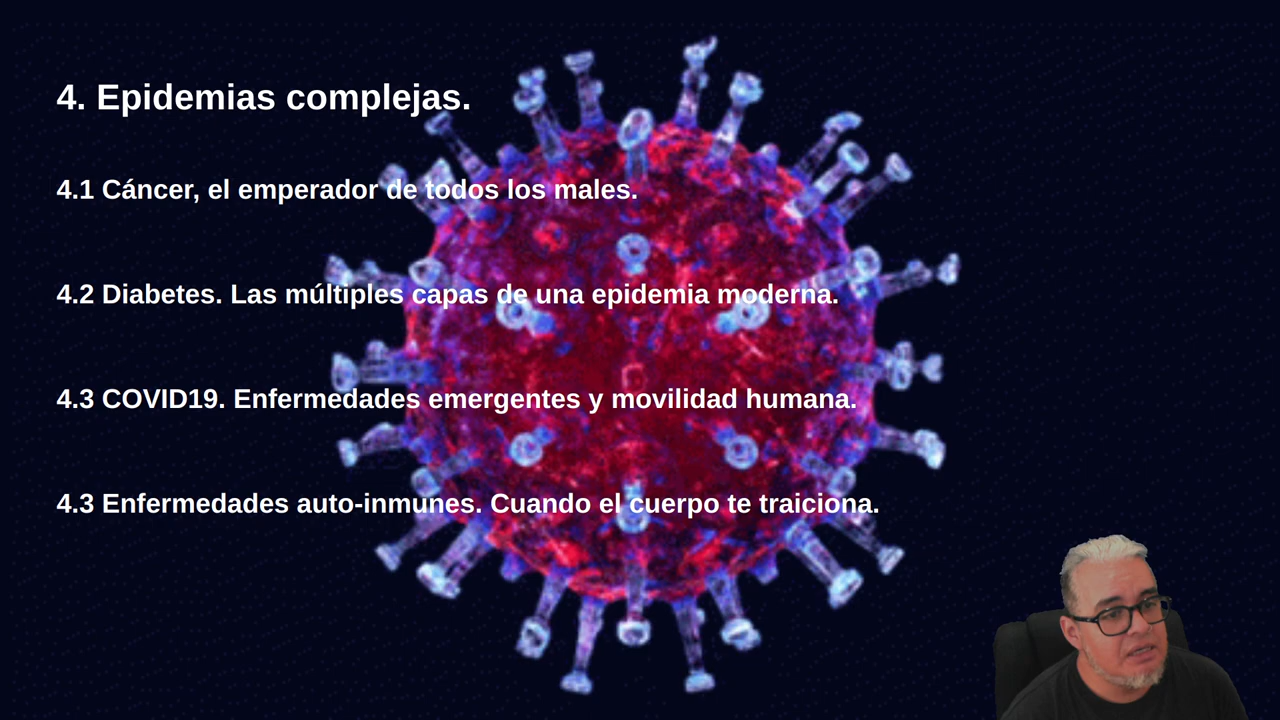 4. Epidemias complejas.
4.1 Cáncer, el emperador de todos los males.
4.2 Diabetes. Las múltiples capas de una epidemia moderna.
4.3 COVID19. Enfermedades emergentes y movilidad humana.
4.3 Enfermedades auto-inmunes. Cuando el cuerpo te traiciona.